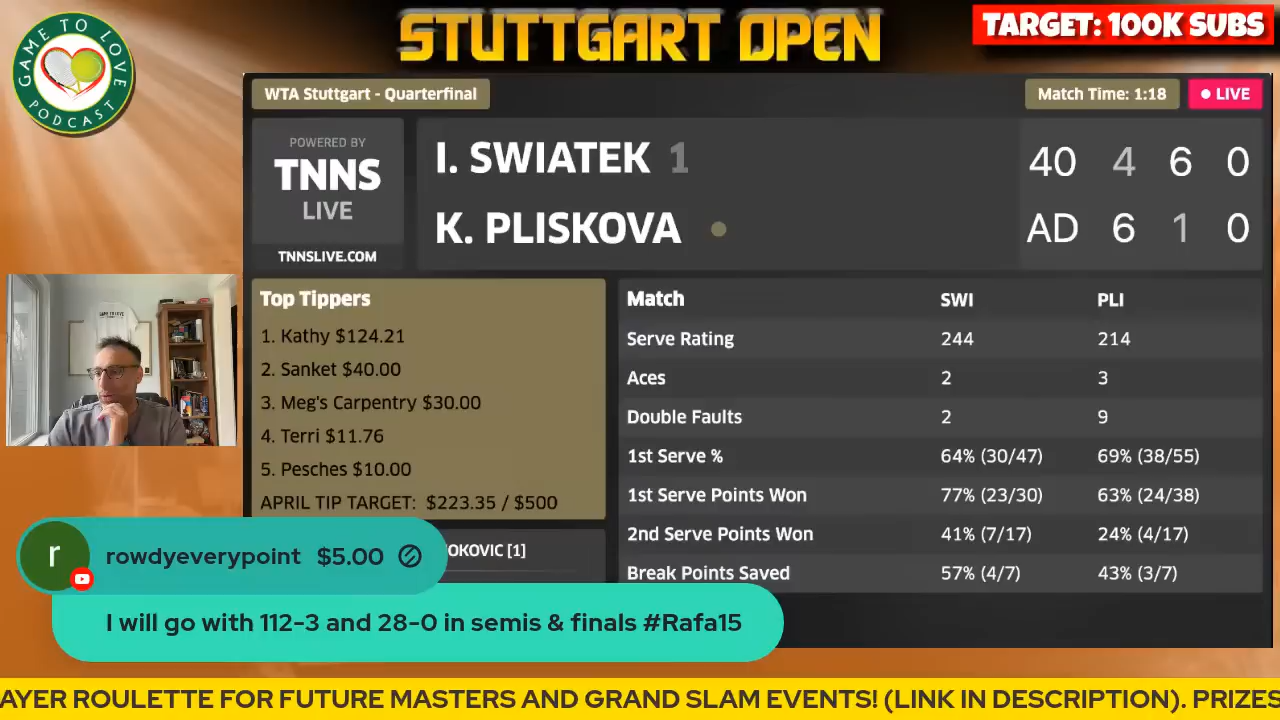 GAME TO LOVE
PODCAST
STUTTGART OPEN
TARGET: 100K SUBS
WTA Stuttgart - Quarterfinal
Match Time: 1:18
LIVE
POWERED BY
TNNS
LIVE
TNNSLIVE.COM
I. SWIATEK 1 40 4 6 0
K. PLISKOVA AD 6 1 0
Top Tippers
1. Kathy $124.21
2. Sanket $40.00
3. Meg's Carpentry $30.00
4. Terri $11.76
5. Pesches $10.00
APRIL TIP TARGET: $223.35 / $500
OKOVIC [1]
Match SWI PLI
Serve Rating 244 214
Aces 2 3
Double Faults 2 9
1st Serve % 64% (30/47) 69% (38/55)
1st Serve Points Won 77% (23/30) 63% (24/38)
2nd Serve Points Won 41% (7/17) 24% (4/17)
Break Points Saved 57% (4/7) 43% (3/7)
r
rowdyeverypoint $5.00
I will go with 112-3 and 28-0 in semis & finals #Rafa15
AYER ROULETTE FOR FUTURE MASTERS AND GRAND SLAM EVENTS! (LINK IN DESCRIPTION). PRIZES